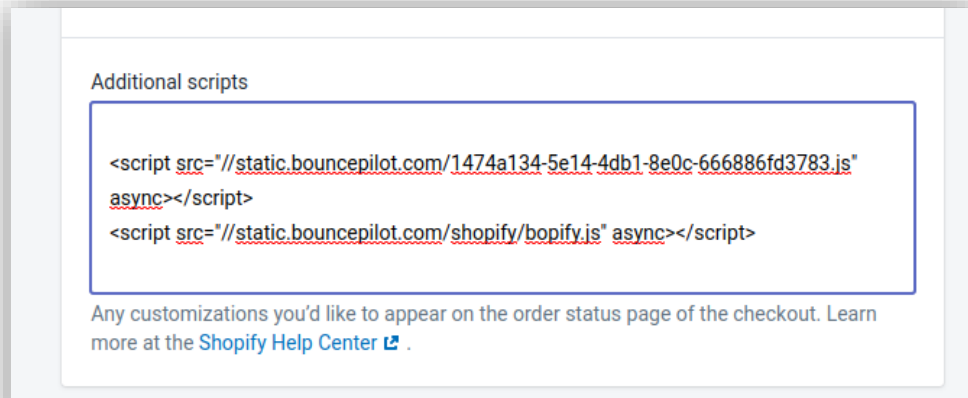 Additional scripts
<script src="//static.bouncepilot.com/1474a134-5e14-4db1-8e0c-666886fd3783.js"
async></script>
<script src="//static.bouncepilot.com/shopify/bopify.js" async></script>
Any customizations you'd like to appear on the order status page of the checkout. Learn
more at the Shopify Help Center .